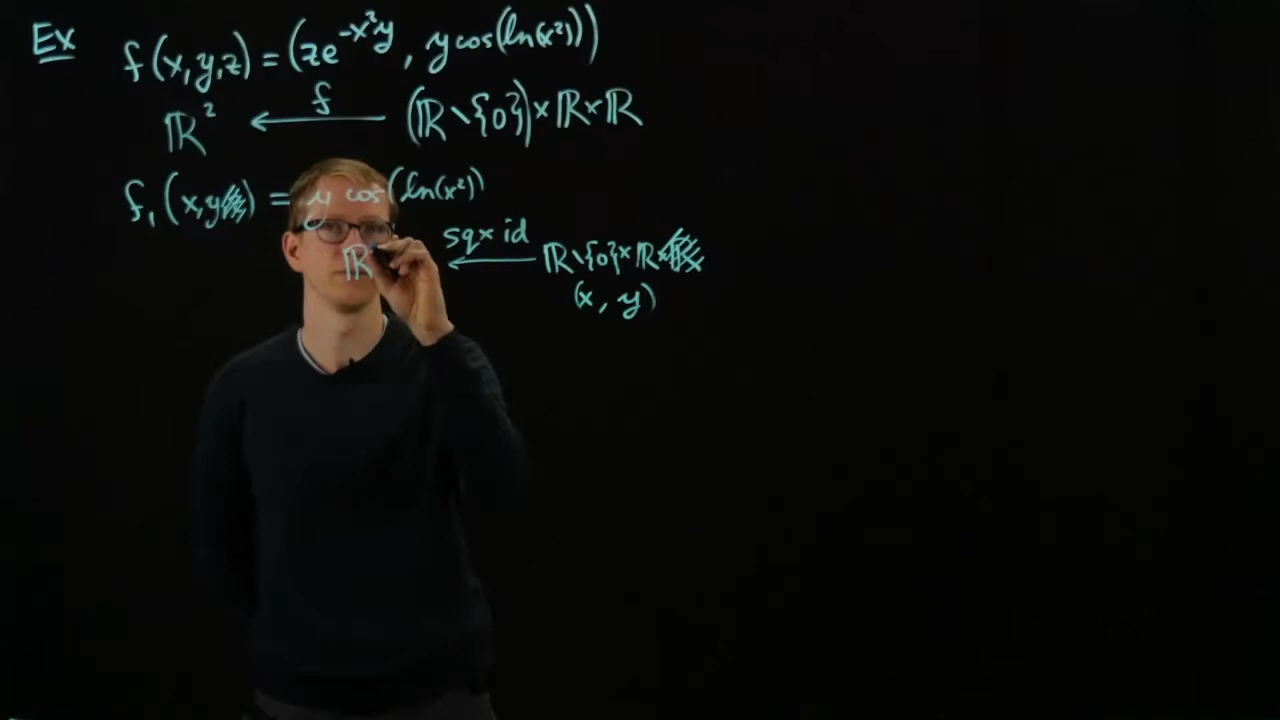 Ex f(x,y,z) = (ze^{-x²y}, y cos(ln(x²)))
ℝ² ←f (ℝ∖{0})×ℝ×ℝ
f₁(x,y) = y cos(ln(x²))
ℝ ←sq×id ℝ∖{0}×ℝ
(x, y)